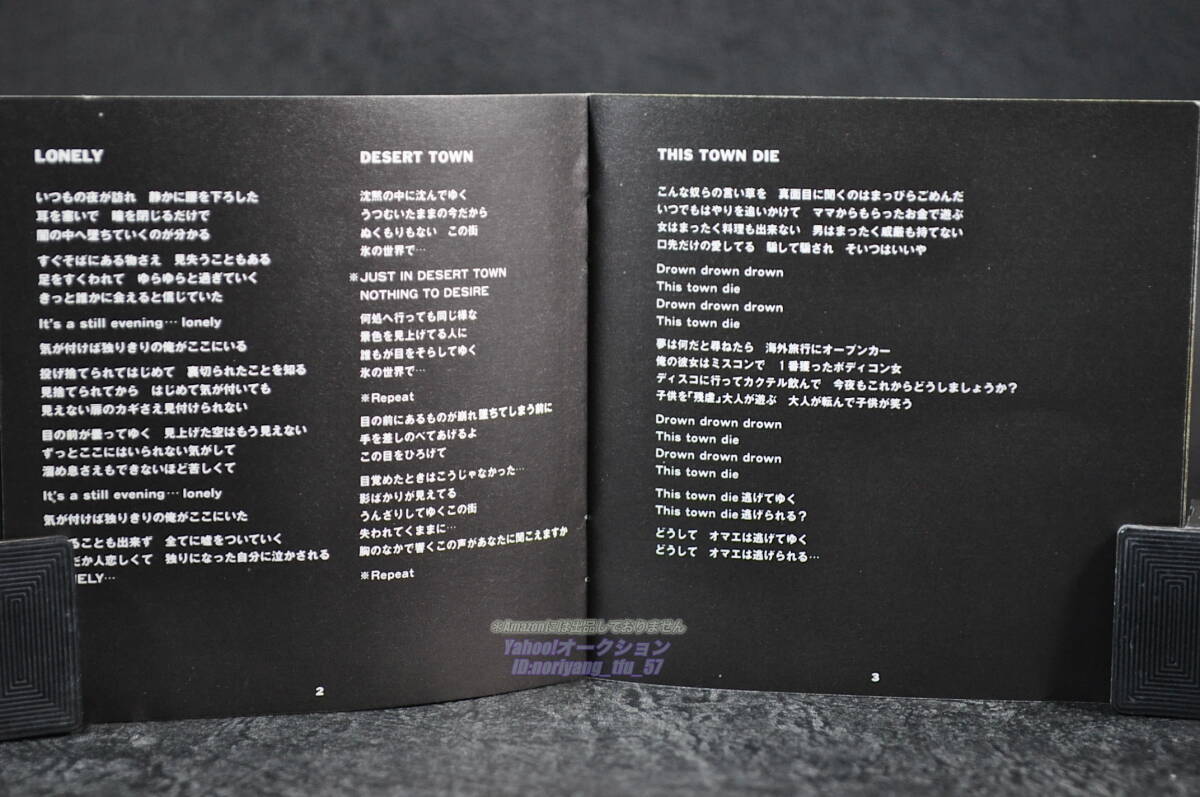 LONELY
いつもの夜が訪れ　静かに腰を下ろした
耳を塞いで　瞳を閉じるだけで
闇の中へ堕ちていくのが分かる
すぐそばにある物さえ　見失うこともある
足をすくわれて　ゆらゆらと過ぎていく
きっと誰かに会えると信じていた
It's a still evening… lonely
気が付けば独りきりの俺がここにいる
投げ捨てられてはじめて　裏切られたことを知る
見捨てられてから　はじめて気が付いても
見えない扉のカギさえ見付けられない
目の前が曇ってゆく　見上げた空はもう見えない
ずっとここにはいられない気がして
溜め息さえもできないほど苦しくて
It's a still evening… lonely
気が付けば独りきりの俺がここにいた
ることも出来ず　全てに嘘をついていく
だか人恋しくて　独りになった自分に泣かされる
NELY…
2
DESERT TOWN
沈黙の中に沈んでゆく
うつむいたままの今だから
ぬくもりもない　この街
氷の世界で…
※JUST IN DESERT TOWN
NOTHING TO DESIRE
何処へ行っても同じ様な
景色を見上げてる人に
誰もが目をそらしてゆく
氷の世界で…
※Repeat
目の前にあるものが崩れ堕ちてしまう前に
手を差しのべてあげるよ
この目をひろげて
目覚めたときはこうじゃなかった…
影ばかりが見えてる
うんざりしてゆくこの街
失われてくままに…
胸のなかで響くこの声があなたに聞こえますか
※Repeat
THIS TOWN DIE
こんな奴らの言い草を　真面目に聞くのはまっぴらごめんだ
いつでもはやりを追いかけて　ママからもらったお金で遊ぶ
女はまったく料理も出来ない　男はまったく威厳も持てない
口先だけの愛してる　騙して騙され　そいつはいいや
Drown drown drown
This town die
Drown drown drown
This town die
夢は何だと尋ねたら　海外旅行にオープンカー
俺の彼女はミスコンで　1番獲ったボディコン女
ディスコに行ってカクテル飲んで　今夜もこれからどうしましょうか？
子供を「残虐」大人が遊ぶ　大人が転んで子供が笑う
Drown drown drown
This town die
Drown drown drown
This town die
This town die 逃げてゆく
This town die 逃げられる？
どうして　オマエは逃げてゆく
どうして　オマエは逃げられる…
3
※Amazonには出品しておりません
Yahoo!オークション
ID:noriyang_tfu_57